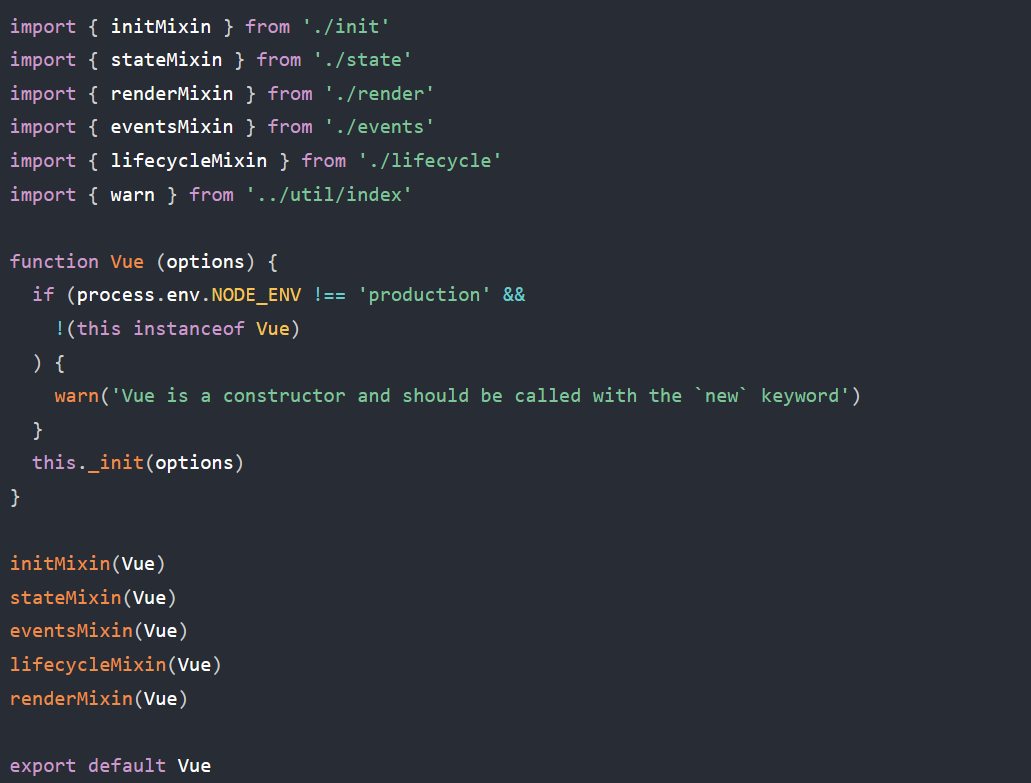 import { initMixin } from './init'
import { stateMixin } from './state'
import { renderMixin } from './render'
import { eventsMixin } from './events'
import { lifecycleMixin } from './lifecycle'
import { warn } from '../util/index'

function Vue (options) {
  if (process.env.NODE_ENV !== 'production' &&
    !(this instanceof Vue)
  ) {
    warn('Vue is a constructor and should be called with the `new` keyword')
  }
  this._init(options)
}

initMixin(Vue)
stateMixin(Vue)
eventsMixin(Vue)
lifecycleMixin(Vue)
renderMixin(Vue)

export default Vue